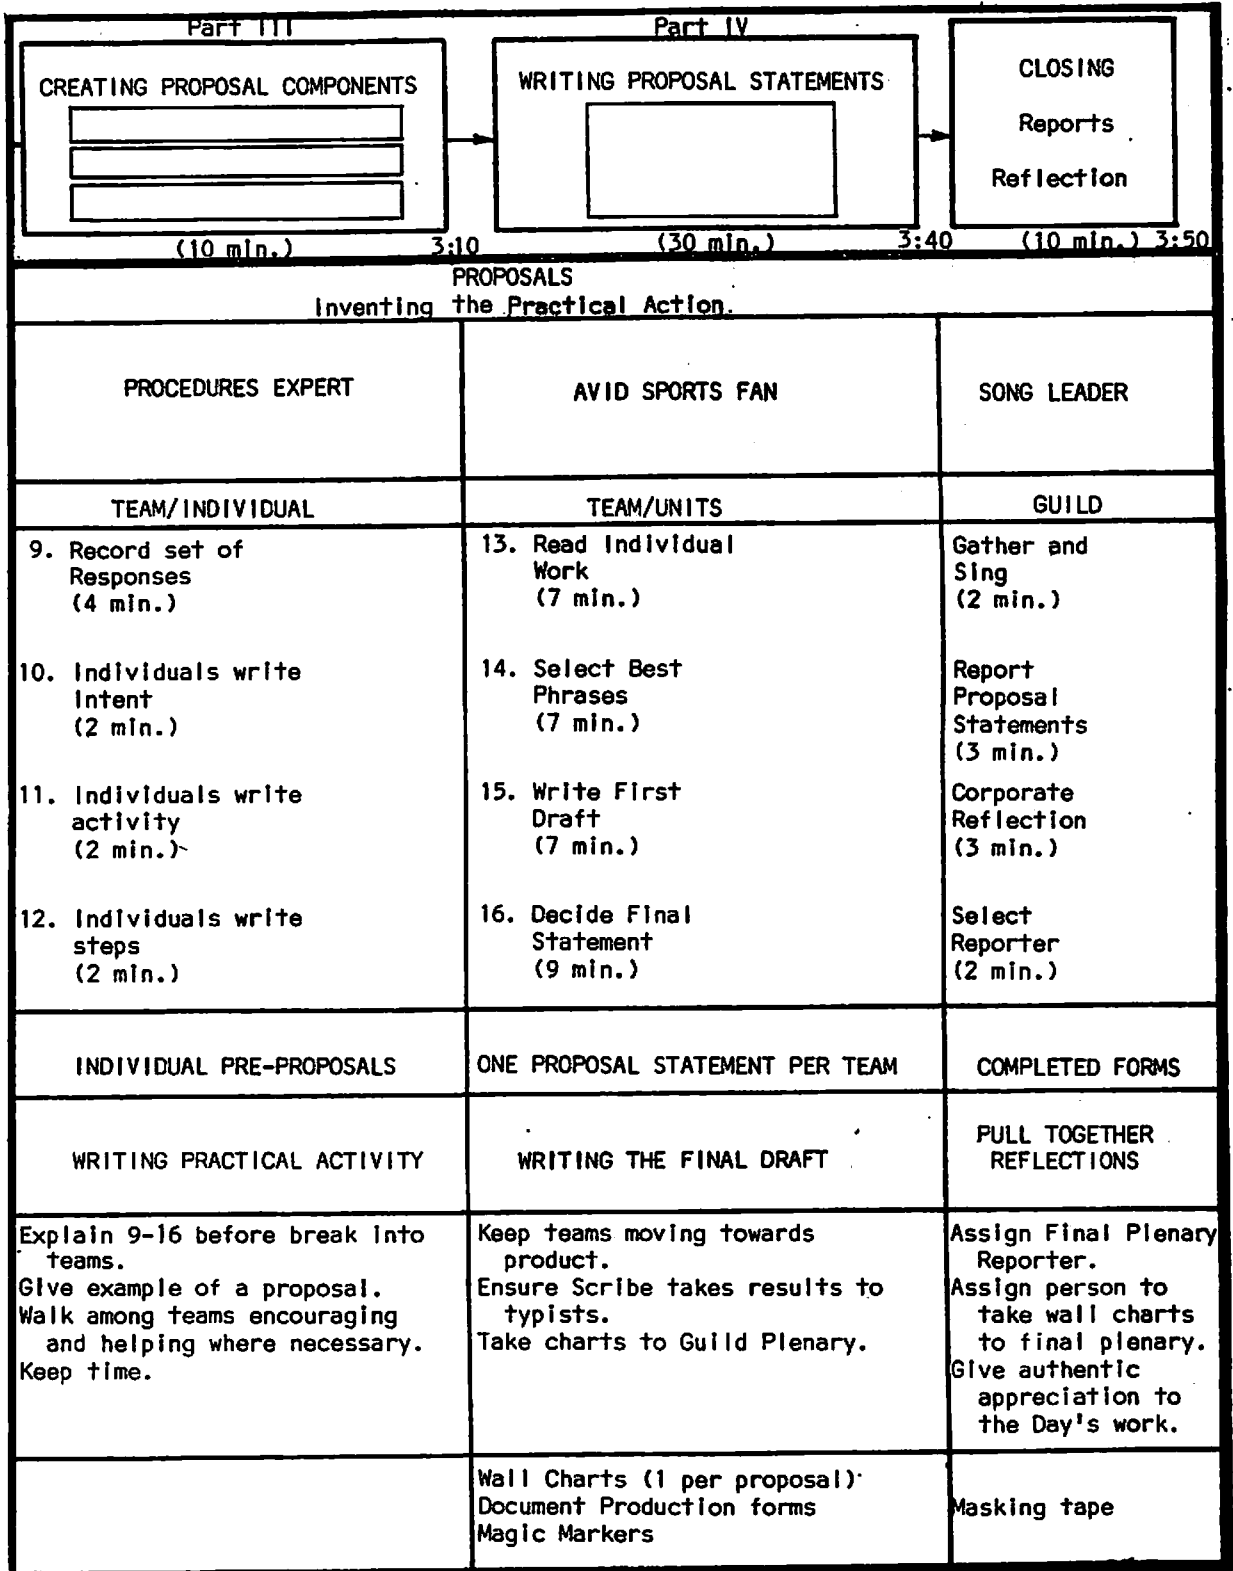 Part III
CREATING PROPOSAL COMPONENTS
(10 min.) 3:10
Part IV
WRITING PROPOSAL STATEMENTS
(30 min.) 3:40
CLOSING
Reports
Reflection
(10 min.) 3:50
PROPOSALS
Inventing the Practical Action.
PROCEDURES EXPERT
AVID SPORTS FAN
SONG LEADER
TEAM/INDIVIDUAL
TEAM/UNITS
GUILD
9. Record set of
Responses
(4 min.)
10. Individuals write
Intent
(2 min.)
11. Individuals write
activity
(2 min.)
12. Individuals write
steps
(2 min.)
13. Read Individual
Work
(7 min.)
14. Select Best
Phrases
(7 min.)
15. Write First
Draft
(7 min.)
16. Decide Final
Statement
(9 min.)
Gather and
Sing
(2 min.)
Report
Proposal
Statements
(3 min.)
Corporate
Reflection
(3 min.)
Select
Reporter
(2 min.)
INDIVIDUAL PRE-PROPOSALS
ONE PROPOSAL STATEMENT PER TEAM
COMPLETED FORMS
WRITING PRACTICAL ACTIVITY
WRITING THE FINAL DRAFT
PULL TOGETHER
REFLECTIONS
Explain 9-16 before break into
teams.
Give example of a proposal.
Walk among teams encouraging
and helping where necessary.
Keep time.
Keep teams moving towards
product.
Ensure Scribe takes results to
typists.
Take charts to Guild Plenary.
Assign Final Plenary
Reporter.
Assign person to
take wall charts
to final plenary.
Give authentic
appreciation to
the Day's work.
Wall Charts (1 per proposal)
Document Production forms
Magic Markers
Masking tape